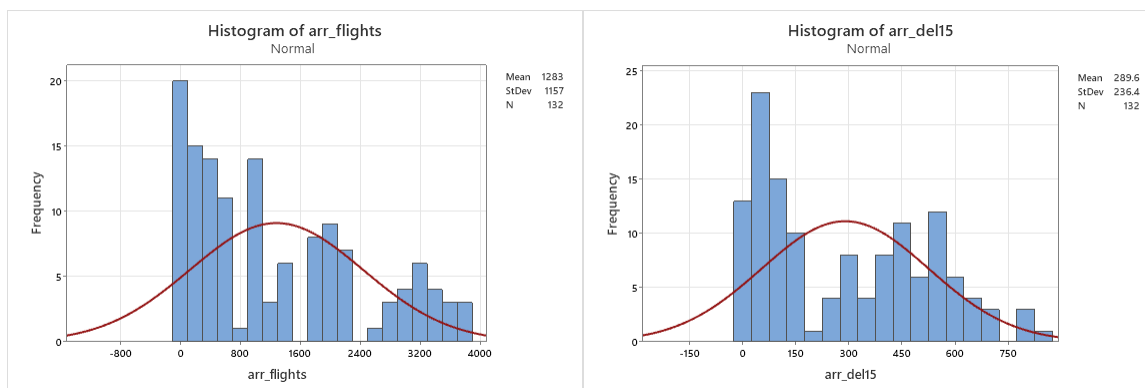 Histogram of arr_flights
Normal
Mean 1283
StDev 1157
N 132
20
15
10
5
0
Frequency
-800 0 800 1600 2400 3200 4000
arr_flights
Histogram of arr_del15
Normal
Mean 289.6
StDev 236.4
N 132
25
20
15
10
5
0
Frequency
-150 0 150 300 450 600 750
arr_del15